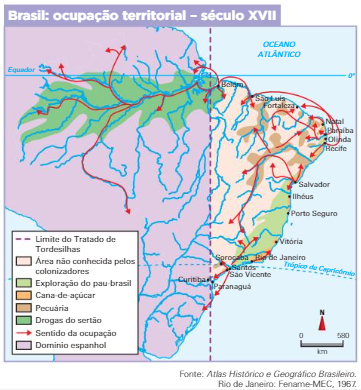 Brasil: ocupação territorial – século XVII
OCEANO
ATLÂNTICO
Equador
0°
Belém
São Luís
Fortaleza
Natal
Paraíba
Olinda
Recife
Salvador
Ilhéus
Porto Seguro
Vitória
Rio de Janeiro
Sorocaba
Santos
São Vicente
Curitiba
Paranaguá
Trópico de Capricórnio
Limite do Tratado de
Tordesilhas
Área não conhecida pelos
colonizadores
Exploração do pau-brasil
Cana-de-açúcar
Pecuária
Drogas do sertão
Sentido da ocupação
Domínio espanhol
N
0 580
km
Fonte: Atlas Histórico e Geográfico Brasileiro.
Rio de Janeiro: Fename-MEC, 1967.